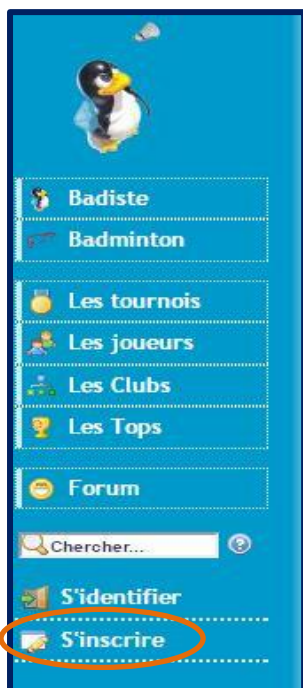 Badiste
Badminton
Les tournois
Les joueurs
Les Clubs
Les Tops
Forum
Chercher...
S'identifier
S'inscrire